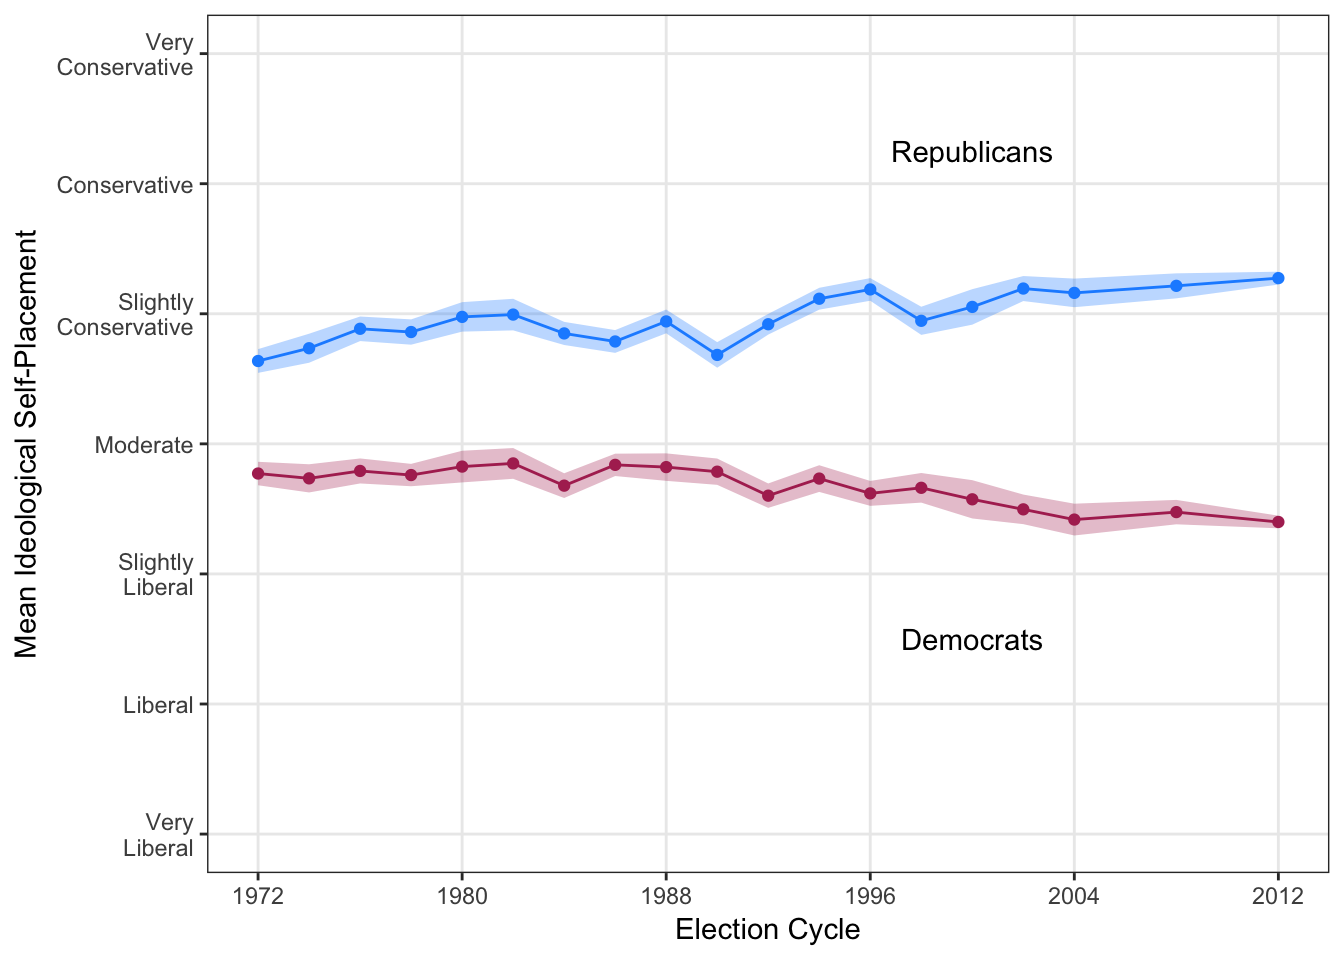 Very
Conservative
Republicans
Conservative
Slightly
Conservative
Mean Ideological Self-Placement
Moderate
Slightly
Liberal
Democrats
Liberal
Very
Liberal
1972
1980
1988
1996
2004
2012
Election Cycle